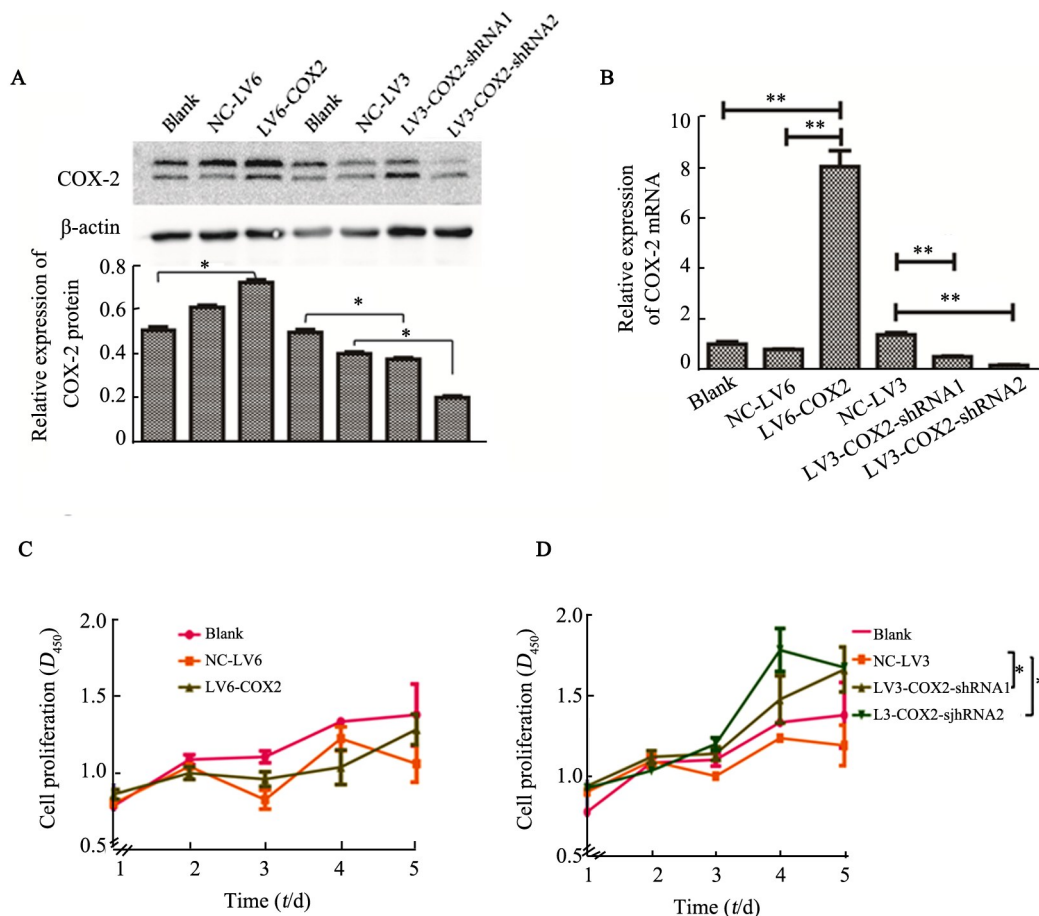 A
Blank
NC-LV6
LV6-COX2
Blank
NC-LV3
LV3-COX2-shRNA1
LV3-COX2-shRNA2
COX-2
β-actin
Relative expression of
COX-2 protein
0.8
0.6
0.4
0.2
0
*
*
*
B
Relative expression
of COX-2 mRNA
10
8
6
4
2
0
**
**
**
**
Blank
NC-LV6
LV6-COX2
NC-LV3
LV3-COX2-shRNA1
LV3-COX2-shRNA2
C
Cell proliferation (D450)
2.0
1.5
1.0
0.5
Blank
NC-LV6
LV6-COX2
1 2 3 4 5
Time (t/d)
D
Cell proliferation (D450)
2.0
1.5
1.0
0.5
Blank
NC-LV3
LV3-COX2-shRNA1
L3-COX2-sjhRNA2
*
1 2 3 4 5
Time (t/d)